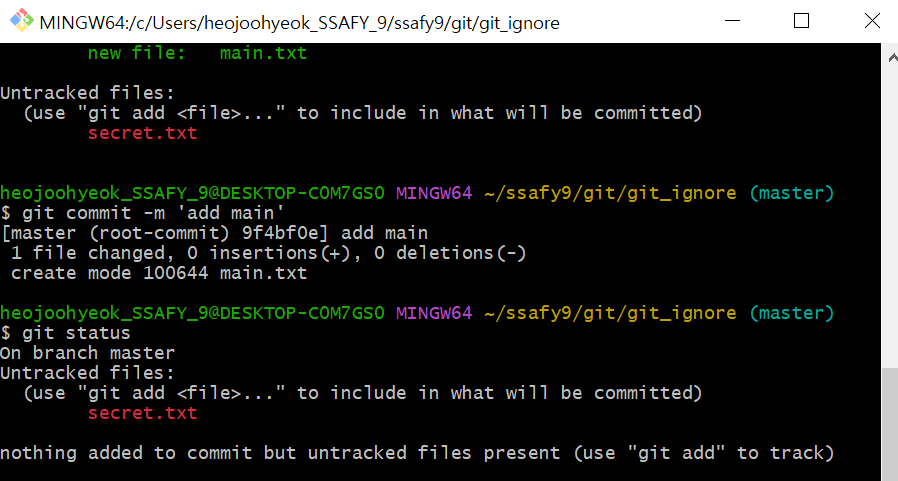 MINGW64:/c/Users/heojoohyeok_SSAFY_9/ssafy9/git/git_ignore
new file:   main.txt
Untracked files:
(use "git add <file>..." to include in what will be committed)
secret.txt
heojoohyeok_SSAFY_9@DESKTOP-C0M7GS0 MINGW64 ~/ssafy9/git/git_ignore (master)
$ git commit -m 'add main'
[master (root-commit) 9f4bf0e] add main
1 file changed, 0 insertions(+), 0 deletions(-)
create mode 100644 main.txt
heojoohyeok_SSAFY_9@DESKTOP-C0M7GS0 MINGW64 ~/ssafy9/git/git_ignore (master)
$ git status
On branch master
Untracked files:
(use "git add <file>..." to include in what will be committed)
secret.txt
nothing added to commit but untracked files present (use "git add" to track)